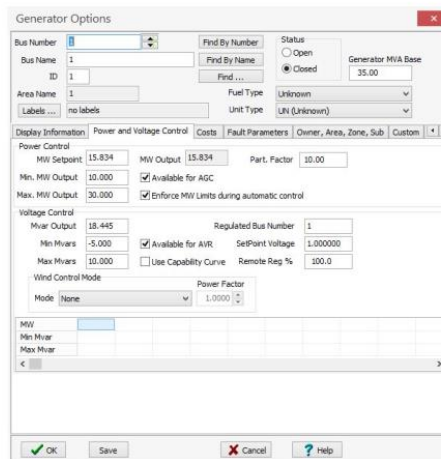 Generator Options
Bus Number 1 Find By Number Status
Open
Bus Name 1 Find By Name Closed Generator MVA Base
ID 1 Find ... 35.00
Area Name 1 Fuel Type Unknown
Labels ... no labels Unit Type UN (Unknown)
Display Information Power and Voltage Control Costs Fault Parameters Owner, Area, Zone, Sub Custom
Power Control
MW Setpoint 15.834 MW Output 15.834 Part. Factor 10.00
Min. MW Output 10.000 Available for AGC
Max. MW Output 30.000 Enforce MW Limits during automatic control
Voltage Control
Mvar Output 18.445 Regulated Bus Number 1
Min Mvars -5.000 Available for AVR SetPoint Voltage 1.000000
Max Mvars 10.000 Use Capability Curve Remote Reg % 100.0
Wind Control Mode
Power Factor
Mode None 1.0000
MW
Min Mvar
Max Mvar
OK Save Cancel ? Help